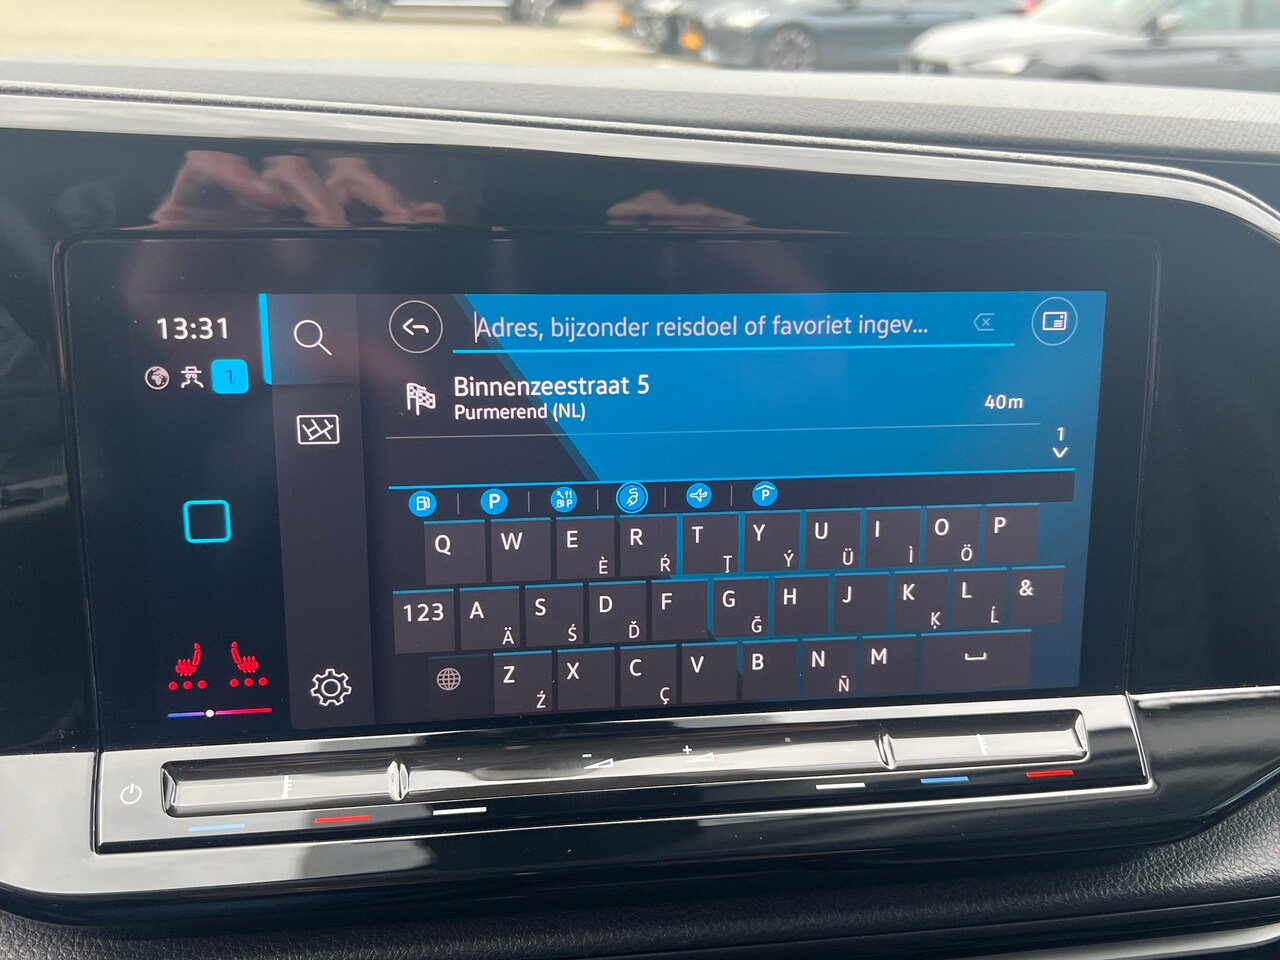 13:31
1
Adres, bijzonder reisdoel of favoriet ingev...
Binnenzeestraat 5
Purmerend (NL)
40m
1
P P P
Q W E È R Ŕ T Ţ Y Ý U Ü I Ì O Ö P
123 A Ä S Ś D Ď F G Ğ H J K Ķ L Ĺ &
Z Ź X C Ç V B N Ñ M
- +